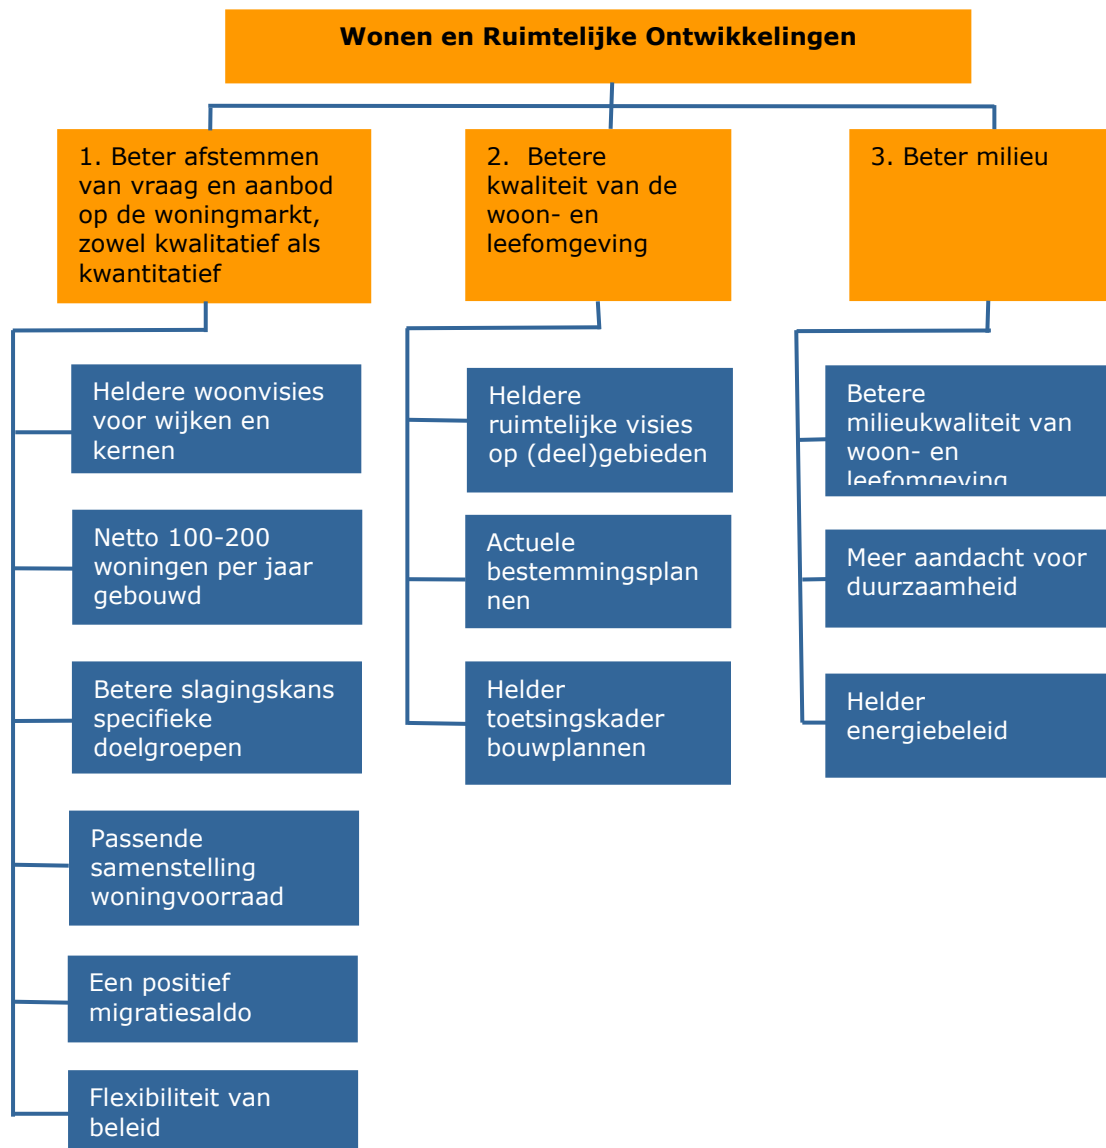 Wonen en Ruimtelijke Ontwikkelingen
1. Beter afstemmen
van vraag en aanbod
op de woningmarkt,
zowel kwalitatief als
kwantitatief
Heldere woonvisies
voor wijken en
kernen
Netto 100-200
woningen per jaar
gebouwd
Betere slagingskans
specifieke
doelgroepen
Passende
samenstelling
woningvoorraad
Een positief
migratiesaldo
Flexibiliteit van
beleid
2. Betere
kwaliteit van de
woon- en
leefomgeving
Heldere
ruimtelijke visies
op (deel)gebieden
Actuele
bestemmingsplan
nen
Helder
toetsingskader
bouwplannen
3. Beter milieu
Betere
milieukwaliteit van
woon- en
leefomgeving
Meer aandacht voor
duurzaamheid
Helder
energiebeleid